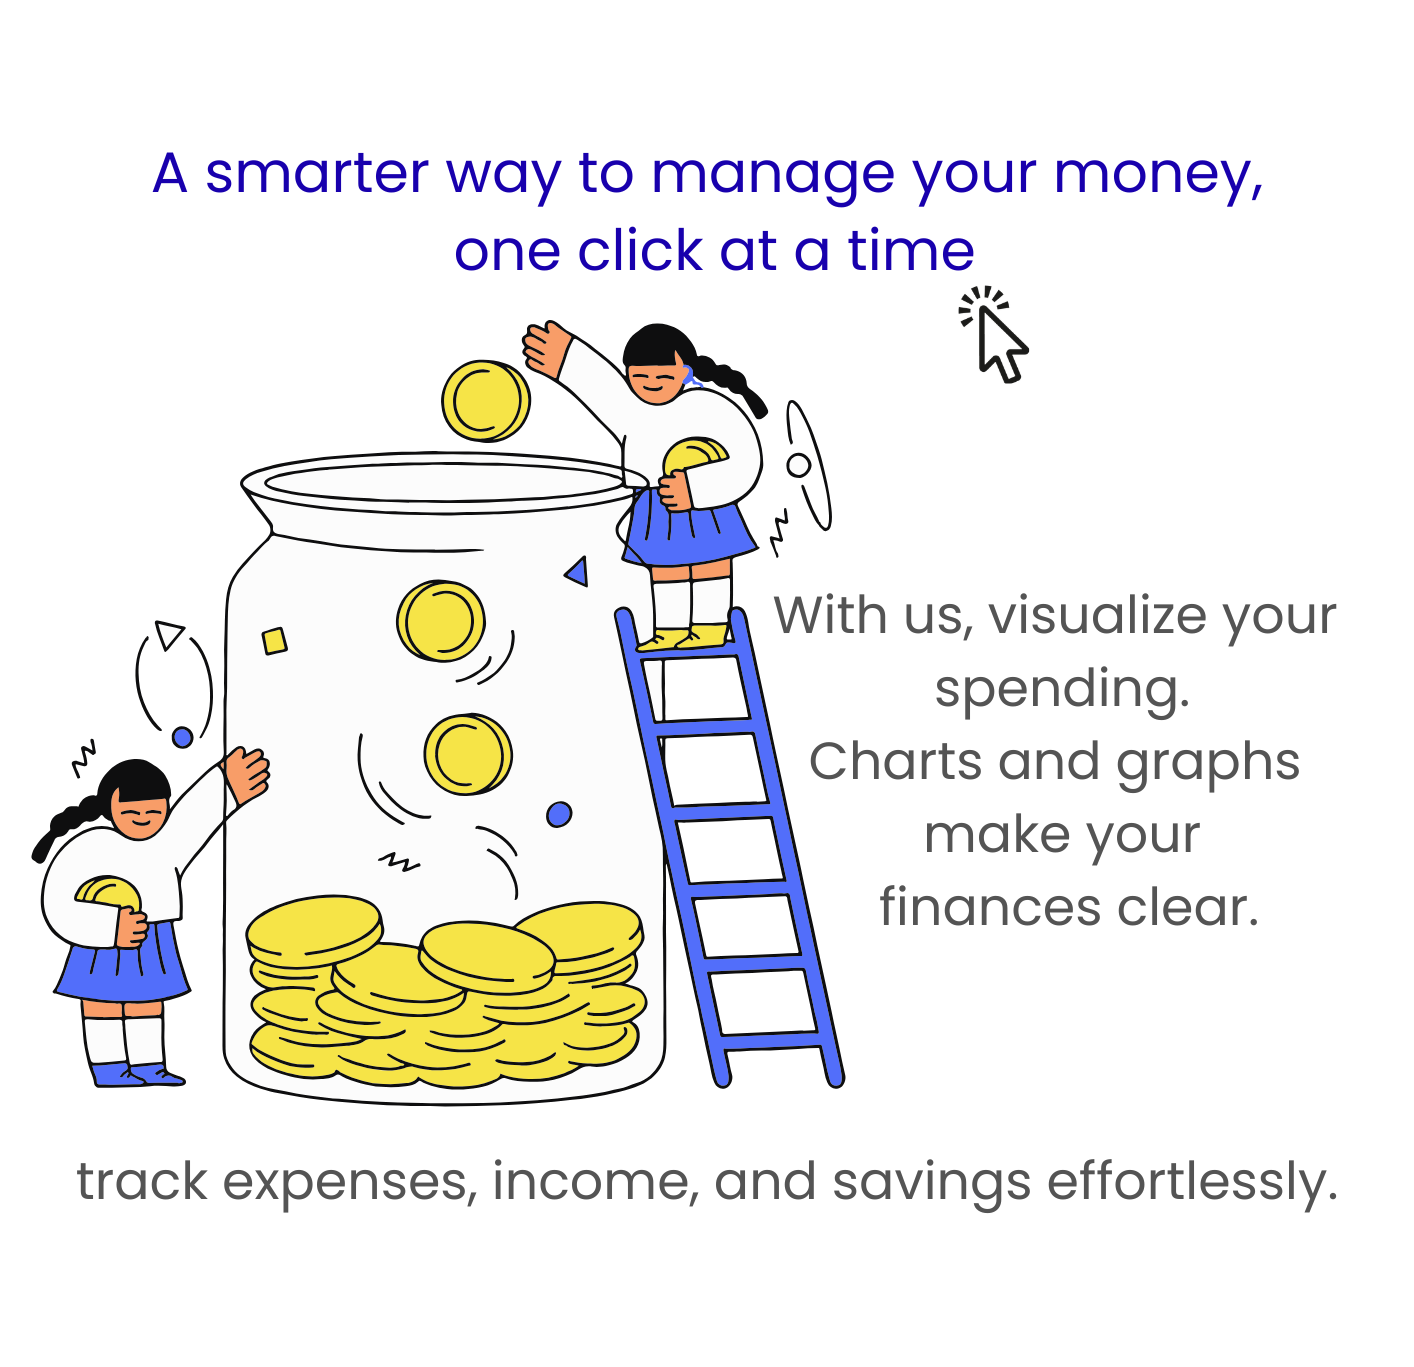 A smarter way to manage your money,
one click at a time
With us, visualize your
spending.
Charts and graphs
make your
finances clear.
track expenses, income, and savings effortlessly.